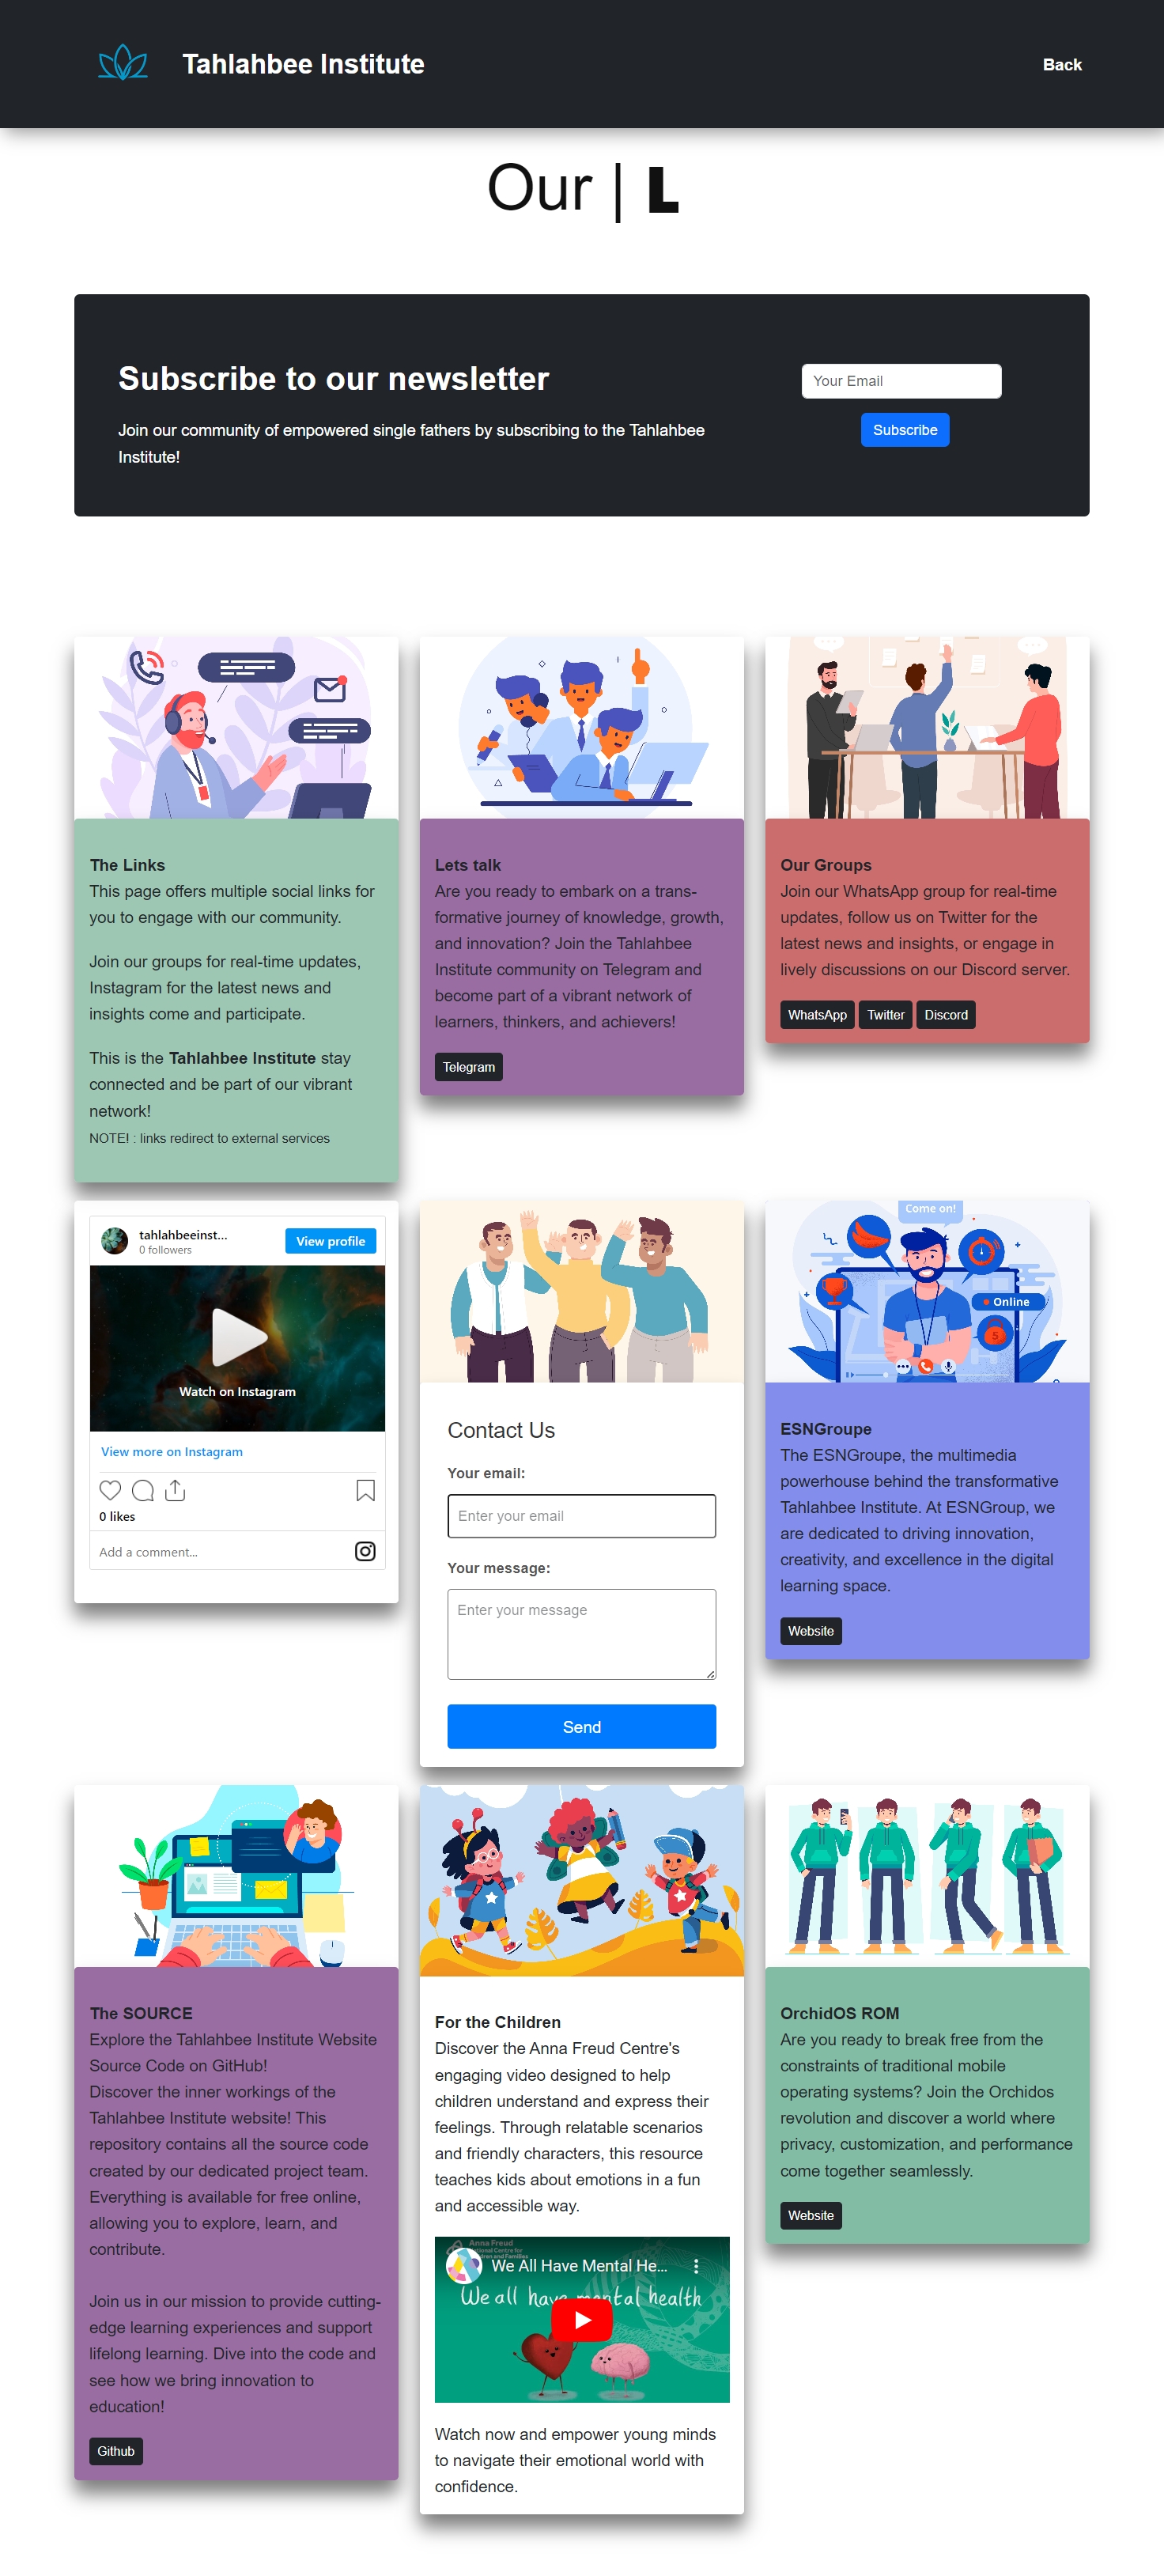 Tahlahbee Institute
Back
Our | L
Subscribe to our newsletter
Join our community of empowered single fathers by subscribing to the Tahlahbee
Institute!
Your Email
Subscribe
The Links
This page offers multiple social links for
you to engage with our community.
Join our groups for real-time updates,
Instagram for the latest news and
insights come and participate.
This is the Tahlahbee Institute stay
connected and be part of our vibrant
network!
NOTE! : links redirect to external services
Lets talk
Are you ready to embark on a trans-
formative journey of knowledge, growth,
and innovation? Join the Tahlahbee
Institute community on Telegram and
become part of a vibrant network of
learners, thinkers, and achievers!
Telegram
Our Groups
Join our WhatsApp group for real-time
updates, follow us on Twitter for the
latest news and insights, or engage in
lively discussions on our Discord server.
WhatsApp
Twitter
Discord
tahlahbeeinst...
0 followers
View profile
Watch on Instagram
View more on Instagram
0 likes
Add a comment...
Contact Us
Your email:
Enter your email
Your message:
Enter your message
Send
Come on!
Online
5
ESNGroupe
The ESNGroupe, the multimedia
powerhouse behind the transformative
Tahlahbee Institute. At ESNGroup, we
are dedicated to driving innovation,
creativity, and excellence in the digital
learning space.
Website
The SOURCE
Explore the Tahlahbee Institute Website
Source Code on GitHub!
Discover the inner workings of the
Tahlahbee Institute website! This
repository contains all the source code
created by our dedicated project team.
Everything is available for free online,
allowing you to explore, learn, and
contribute.
Join us in our mission to provide cutting-
edge learning experiences and support
lifelong learning. Dive into the code and
see how we bring innovation to
education!
Github
For the Children
Discover the Anna Freud Centre's
engaging video designed to help
children understand and express their
feelings. Through relatable scenarios
and friendly characters, this resource
teaches kids about emotions in a fun
and accessible way.
Anna Freud
We All Have Mental He...
We all have mental health
Watch now and empower young minds
to navigate their emotional world with
confidence.
OrchidOS ROM
Are you ready to break free from the
constraints of traditional mobile
operating systems? Join the Orchidos
revolution and discover a world where
privacy, customization, and performance
come together seamlessly.
Website